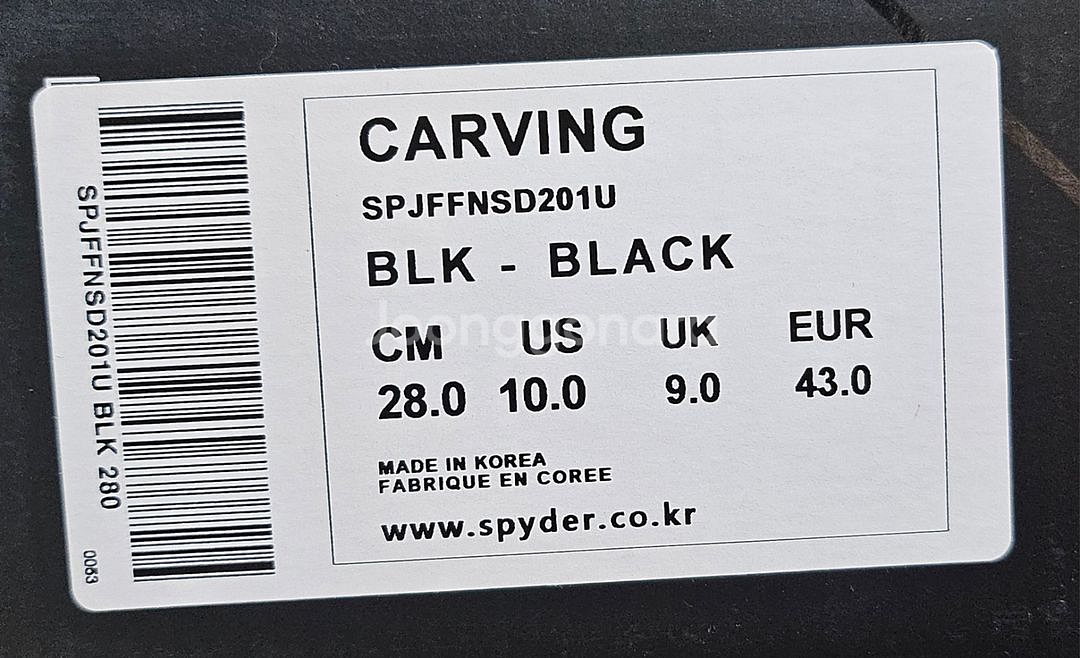 CARVING
SPJFFNSD201U
BLK - BLACK
CM US UK EUR
28.0 10.0 9.0 43.0
MADE IN KOREA
FABRIQUE EN COREE
www.spyder.co.kr
SPJFFNSD201U BLK 280
0063
Joonggonara